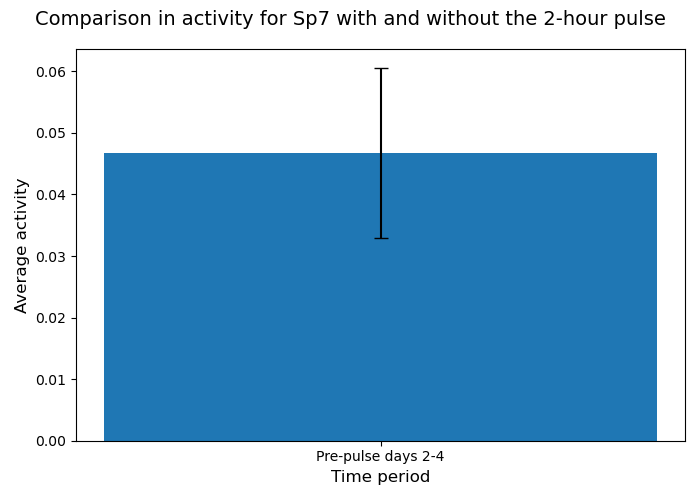 Comparison in activity for Sp7 with and without the 2-hour pulse
0.06
0.05
0.04
0.03
0.02
0.01
0.00
Average activity
Pre-pulse days 2-4
Time period